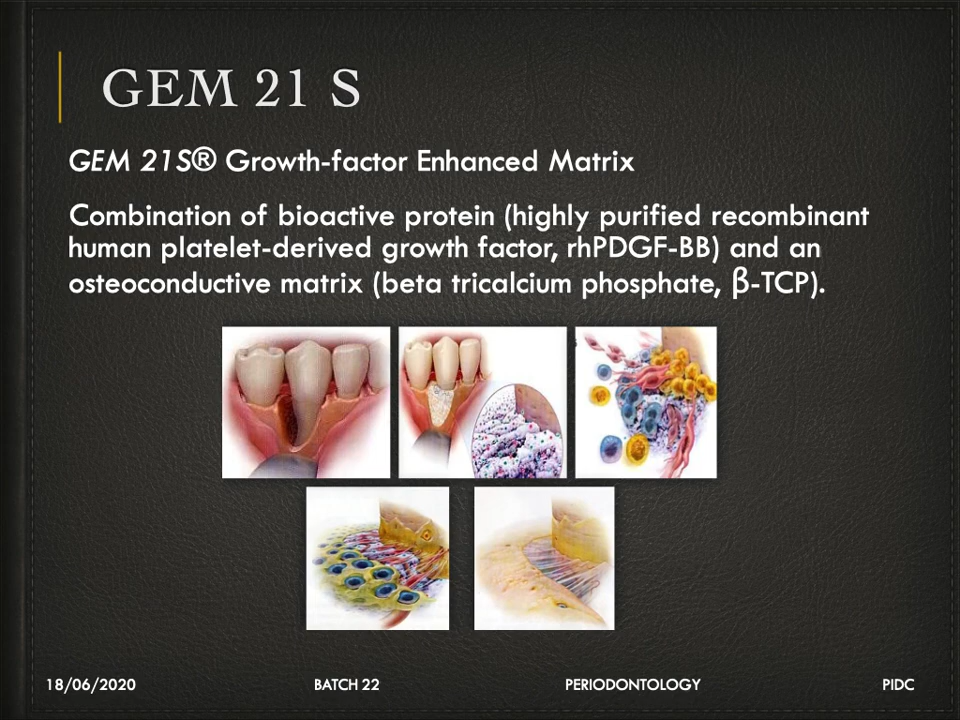 GEM 21 S
GEM 21S® Growth-factor Enhanced Matrix
Combination of bioactive protein (highly purified recombinant
human platelet-derived growth factor, rhPDGF-BB) and an
osteoconductive matrix (beta tricalcium phosphate, β-TCP).
18/06/2020 BATCH 22 PERIODONTOLOGY PIDC